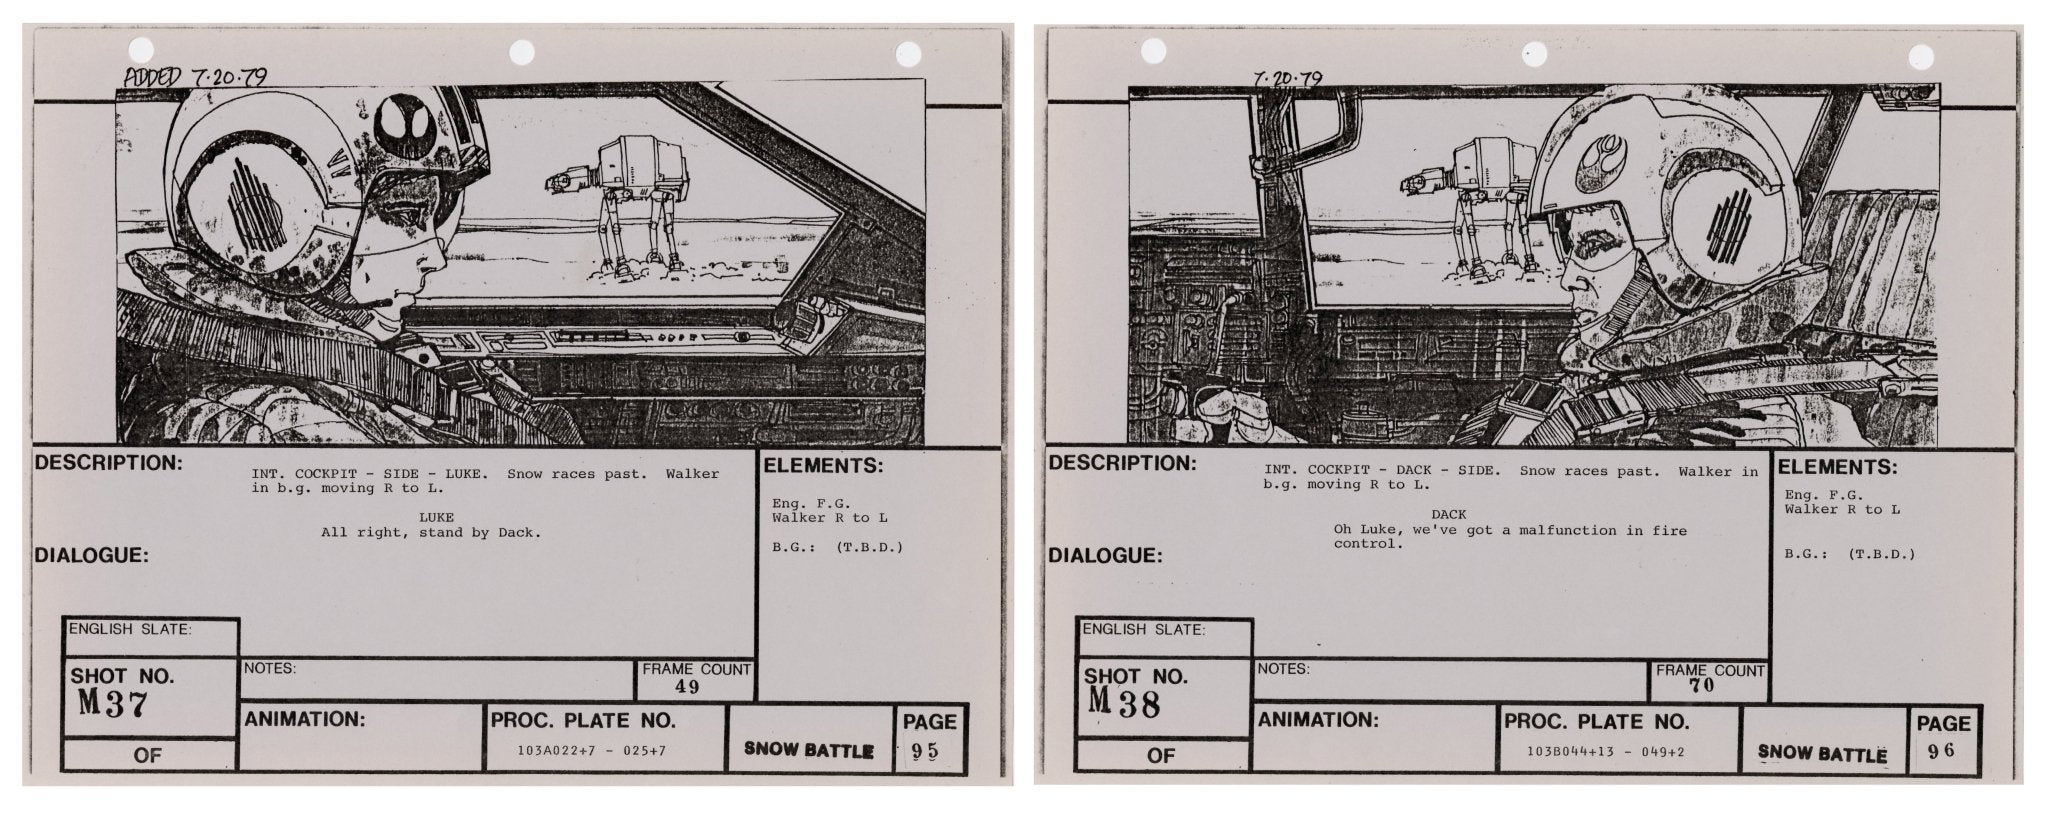 ADDED 7·20·79
DESCRIPTION:
INT. COCKPIT - SIDE - LUKE.  Snow races past.  Walker
in b.g. moving R to L.
LUKE
All right, stand by Dack.
DIALOGUE:
ELEMENTS:
Eng. F.G.
Walker R to L
B.G.:  (T.B.D.)
ENGLISH SLATE:
SHOT NO.
M37
OF
NOTES:
FRAME COUNT
49
ANIMATION:
PROC. PLATE NO.
103A022+7 - 025+7
SNOW BATTLE
PAGE
95
7·20·79
DESCRIPTION:
INT. COCKPIT - DACK - SIDE.  Snow races past.  Walker in
b.g. moving R to L.
DACK
Oh Luke, we've got a malfunction in fire
control.
DIALOGUE:
ELEMENTS:
Eng. F.G.
Walker R to L
B.G.:  (T.B.D.)
ENGLISH SLATE:
SHOT NO.
M38
OF
NOTES:
FRAME COUNT
70
ANIMATION:
PROC. PLATE NO.
103B044+13 - 049+2
SNOW BATTLE
PAGE
96